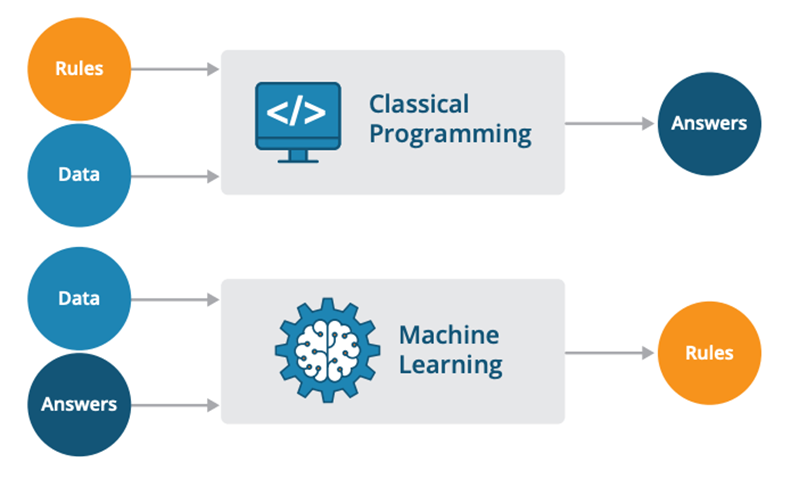 Rules
Data
</>
Classical
Programming
Answers
Data
Answers
Machine
Learning
Rules